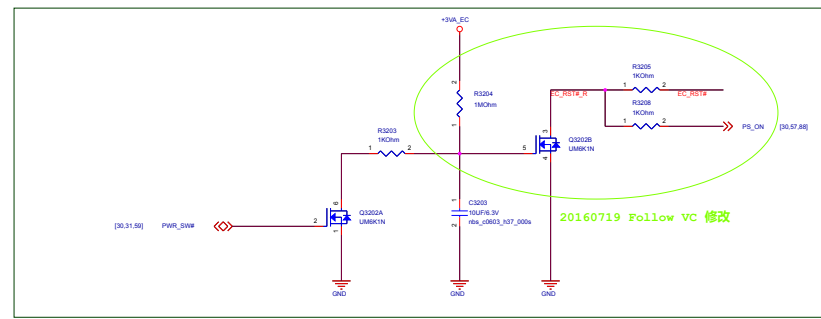 +3VA_EC
2
R3204
1MOhm
1
R3205
1KOhm
1
2
EC_RST#_R
EC_RST#
R3208
1KOhm
1
2
PS_ON
[30,57,88]
R3203
1KOhm
1
2
3
5
4
Q3202B
UM6K1N
6
2
1
Q3202A
UM6K1N
[30,31,59]
PWR_SW#
1
C3203
10UF/6.3V
nbs_c0603_h37_000s
2
20160719 Follow VC 修改
GND
GND
GND